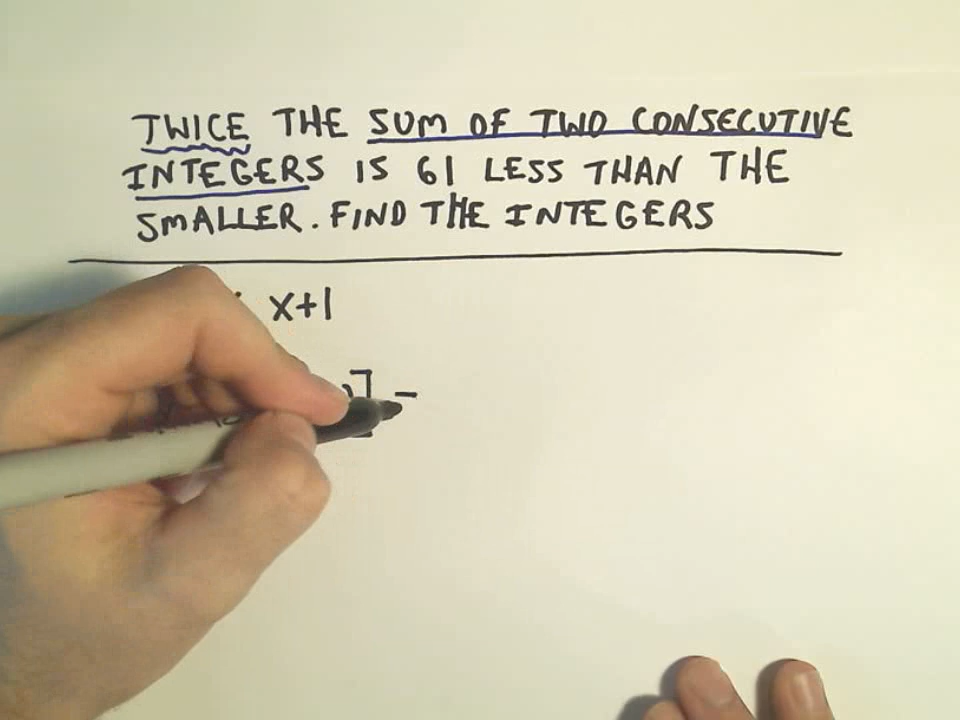 TWICE THE SUM OF TWO CONSECUTIVE
INTEGERS IS 61 LESS THAN THE
SMALLER. FIND THE INTEGERS
x+1
)] -